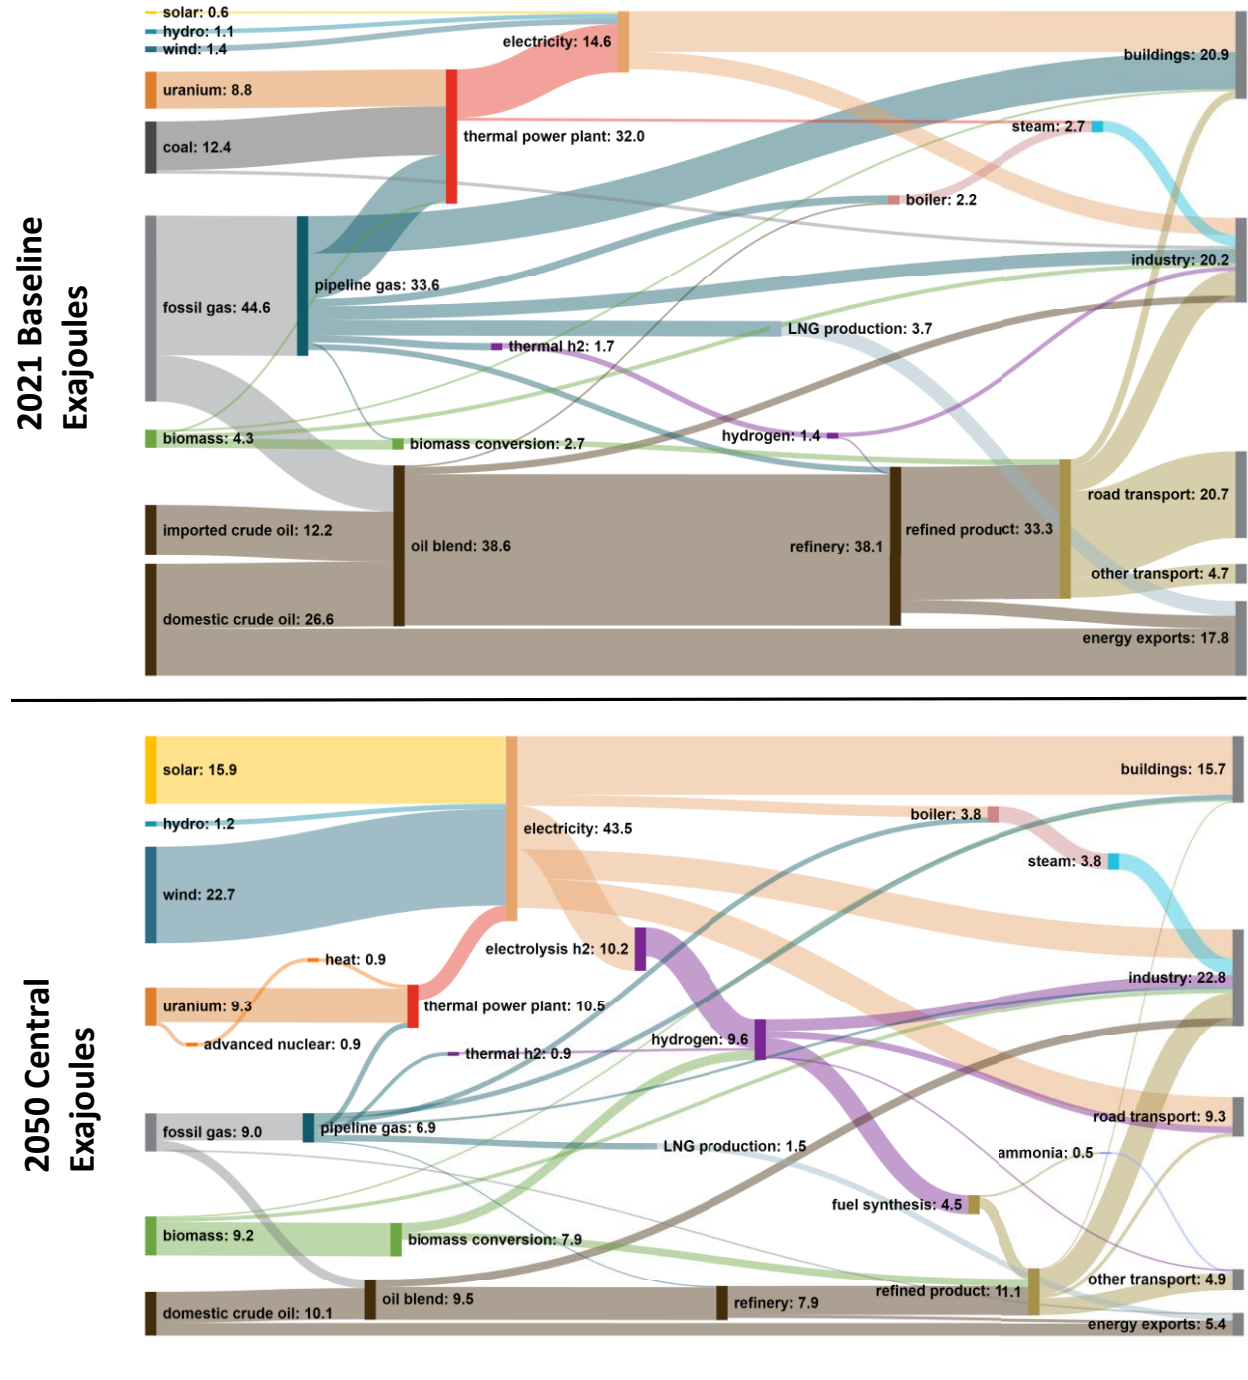 2021 Baseline
Exajoules
solar: 0.6
hydro: 1.1
wind: 1.4
electricity: 14.6
buildings: 20.9
uranium: 8.8
steam: 2.7
thermal power plant: 32.0
coal: 12.4
boiler: 2.2
industry: 20.2
pipeline gas: 33.6
fossil gas: 44.6
LNG production: 3.7
thermal h2: 1.7
hydrogen: 1.4
biomass: 4.3
biomass conversion: 2.7
road transport: 20.7
imported crude oil: 12.2
refined product: 33.3
oil blend: 38.6
refinery: 38.1
other transport: 4.7
domestic crude oil: 26.6
energy exports: 17.8
2050 Central
Exajoules
solar: 15.9
buildings: 15.7
boiler: 3.8
hydro: 1.2
electricity: 43.5
steam: 3.8
wind: 22.7
electrolysis h2: 10.2
heat: 0.9
industry: 22.8
uranium: 9.3
thermal power plant: 10.5
hydrogen: 9.6
advanced nuclear: 0.9
thermal h2: 0.9
road transport: 9.3
pipeline gas: 6.9
fossil gas: 9.0
LNG production: 1.5
ammonia: 0.5
fuel synthesis: 4.5
biomass: 9.2
biomass conversion: 7.9
other transport: 4.9
refined product: 11.1
oil blend: 9.5
refinery: 7.9
domestic crude oil: 10.1
energy exports: 5.4